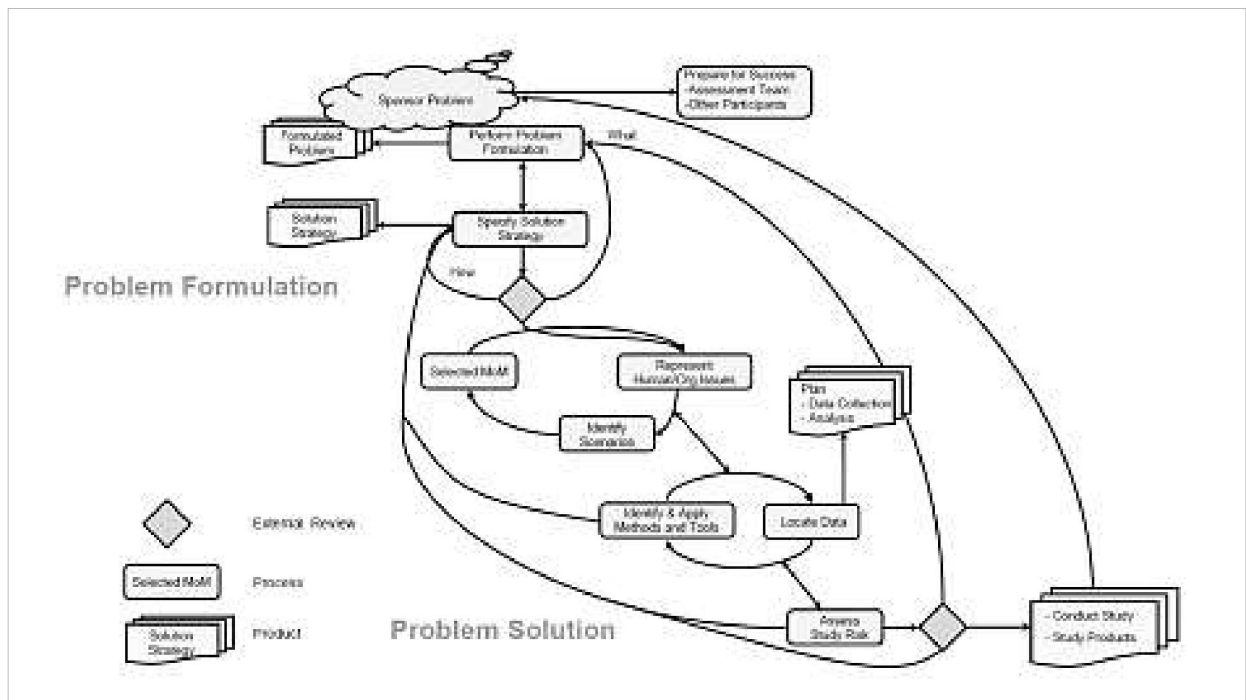 Sponsor Problem
Prepare for Success
-Assessment Team
-Other Participants
Formulated
Problem
Perform Problem
Formulation
What
Solution
Strategy
Specify Solution
Strategy
How
Problem Formulation
Selected MoM
Represent
Human/Org Issues
Identify
Scenarios
Plan
- Data Collection
- Analysis
Identify & Apply
Methods and Tools
Locate Data
External Review
Selected MoM
Process
Solution
Strategy
Product
Problem Solution
Assess
Study Risk
- Conduct Study
- Study Products